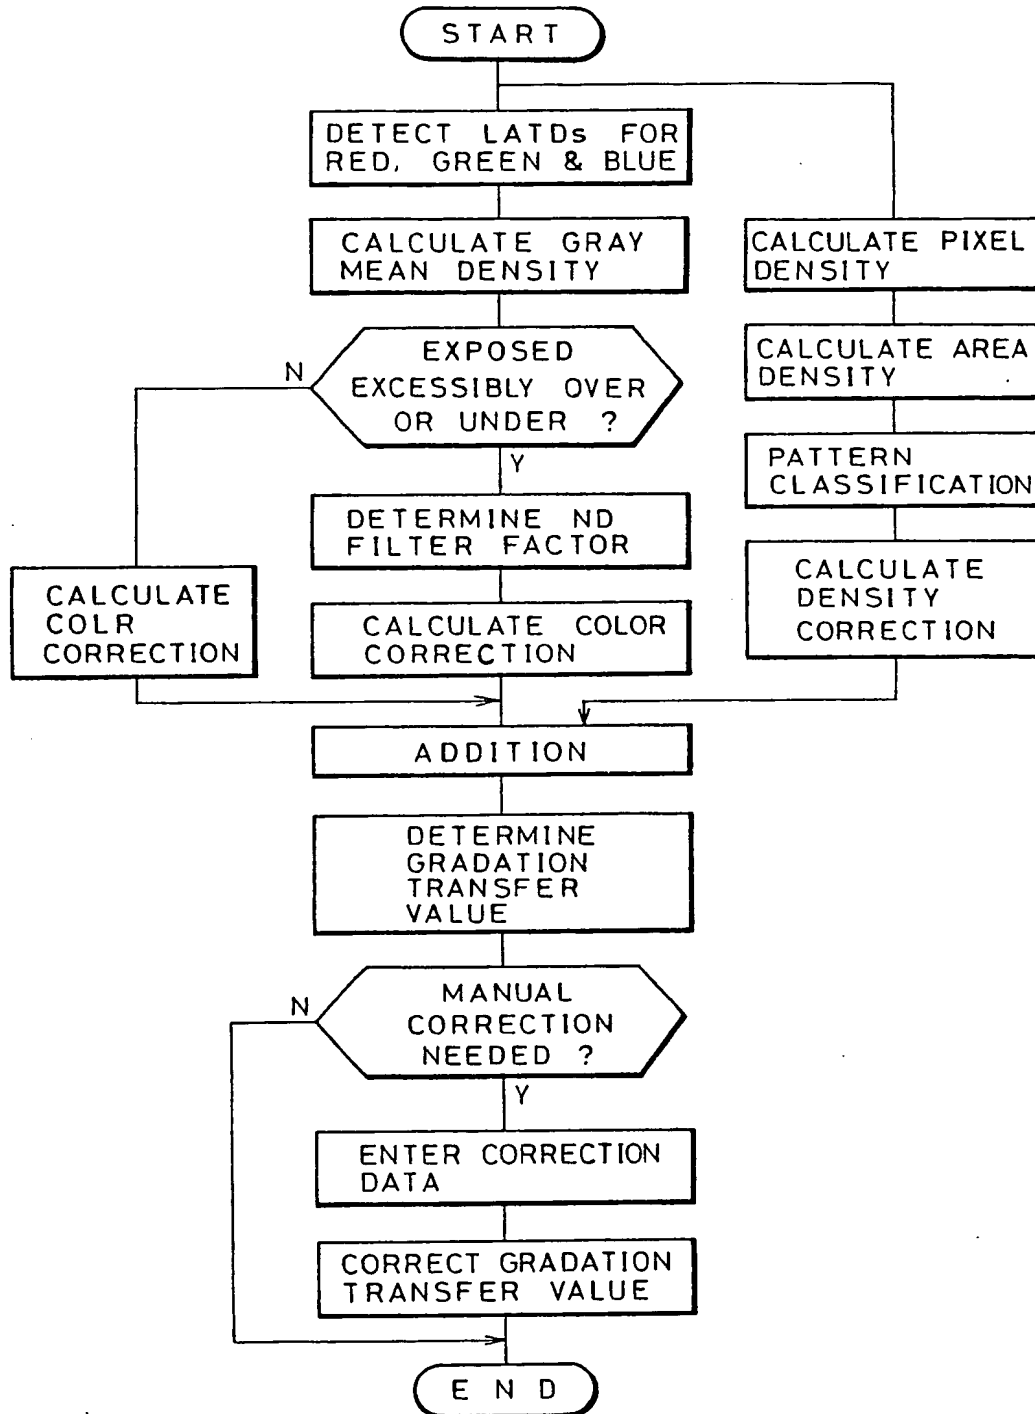 START
DETECT LATDs FOR
RED, GREEN & BLUE
CALCULATE GRAY
MEAN DENSITY
CALCULATE PIXEL
DENSITY
EXPOSED
EXCESSIBLY OVER
OR UNDER ?
N
Y
CALCULATE AREA
DENSITY
PATTERN
CLASSIFICATION
DETERMINE ND
FILTER FACTOR
CALCULATE
DENSITY
CORRECTION
CALCULATE
COLR
CORRECTION
CALCULATE COLOR
CORRECTION
ADDITION
DETERMINE
GRADATION
TRANSFER
VALUE
MANUAL
CORRECTION
NEEDED ?
N
Y
ENTER CORRECTION
DATA
CORRECT GRADATION
TRANSFER VALUE
END